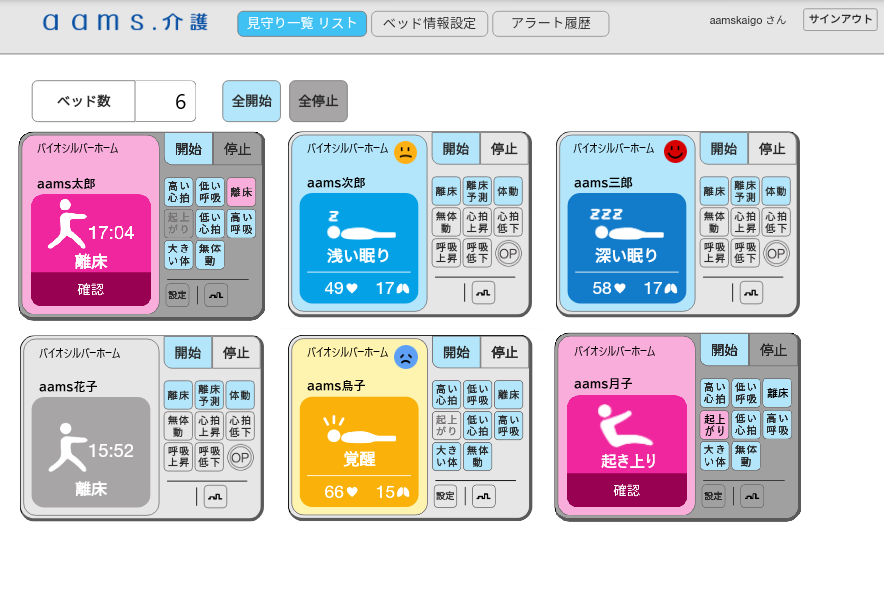 aams.介護
見守り一覧 リスト
ベッド情報設定
アラート履歴
aamskaigo さん
サインアウト
ベッド数
6
全開始
全停止
バイオシルバーホーム
開始
停止
aams太郎
17:04
離床
確認
高い
心拍
低い
呼吸
離床
起上
がり
低い
心拍
高い
呼吸
大き
い体
無体
動
設定
バイオシルバーホーム
開始
停止
aams次郎
z
浅い眠り
49
17
離床
離床
予測
体動
無体
動
心拍
上昇
心拍
低下
呼吸
上昇
呼吸
低下
OP
バイオシルバーホーム
開始
停止
aams三郎
zzz
深い眠り
58
17
離床
離床
予測
体動
無体
動
心拍
上昇
心拍
低下
呼吸
上昇
呼吸
低下
OP
バイオシルバーホーム
開始
停止
aams花子
15:52
離床
離床
離床
予測
体動
無体
動
心拍
上昇
心拍
低下
呼吸
上昇
呼吸
低下
OP
バイオシルバーホーム
開始
停止
aams鳥子
覚醒
66
15
高い
心拍
低い
呼吸
離床
起上
がり
低い
心拍
高い
呼吸
大き
い体
無体
動
設定
バイオシルバーホーム
開始
停止
aams月子
起き上り
確認
高い
心拍
低い
呼吸
離床
起上
がり
低い
心拍
高い
呼吸
大き
い体
無体
動
設定